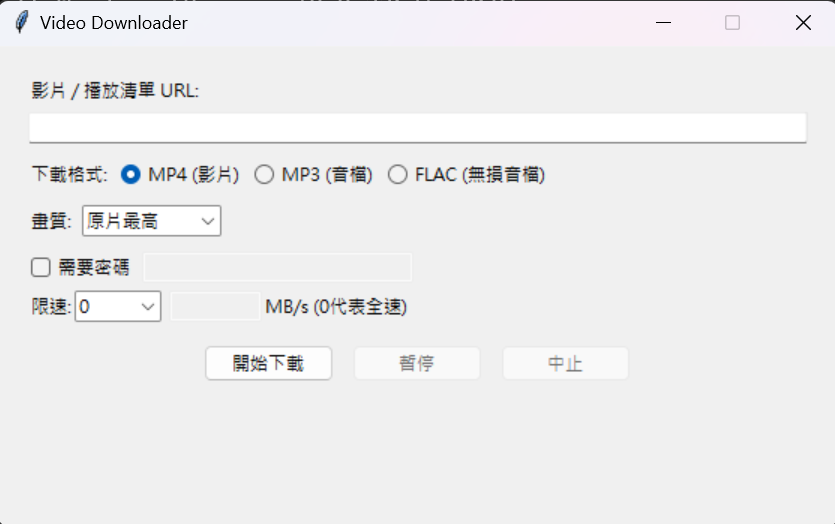 Video Downloader
影片 / 播放清單 URL:
下載格式: MP4 (影片) MP3 (音檔) FLAC (無損音檔)
畫質: 原片最高
需要密碼
限速: 0 MB/s (0代表全速)
開始下載 暫停 中止